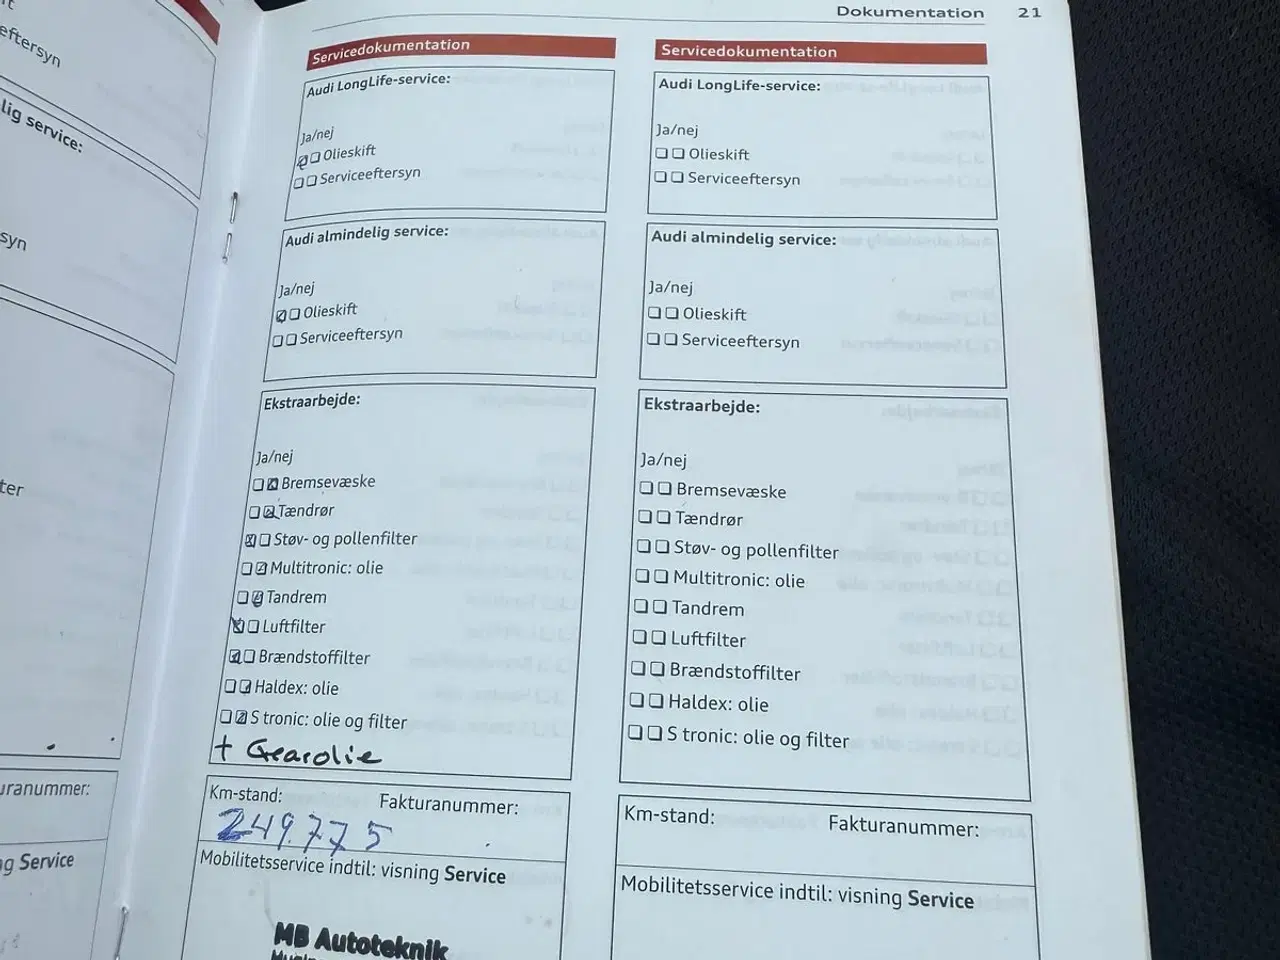 Dokumentation 21
eftersyn
lig service:
syn
ter
uranummer:
ng Service
Servicedokumentation
Audi LongLife-service:
Ja/nej
Olieskift
Serviceeftersyn
Audi almindelig service:
Ja/nej
Olieskift
Serviceeftersyn
Ekstraarbejde:
Ja/nej
Bremsevæske
Tændrør
Støv- og pollenfilter
Multitronic: olie
Tandrem
Luftfilter
Brændstoffilter
Haldex: olie
S tronic: olie og filter
+ Gearolie
Km-stand: Fakturanummer:
249.775
Mobilitetsservice indtil: visning Service
MB Autoteknik
Servicedokumentation
Audi LongLife-service:
Ja/nej
Olieskift
Serviceeftersyn
Audi almindelig service:
Ja/nej
Olieskift
Serviceeftersyn
Ekstraarbejde:
Ja/nej
Bremsevæske
Tændrør
Støv- og pollenfilter
Multitronic: olie
Tandrem
Luftfilter
Brændstoffilter
Haldex: olie
S tronic: olie og filter
Km-stand: Fakturanummer:
Mobilitetsservice indtil: visning Service